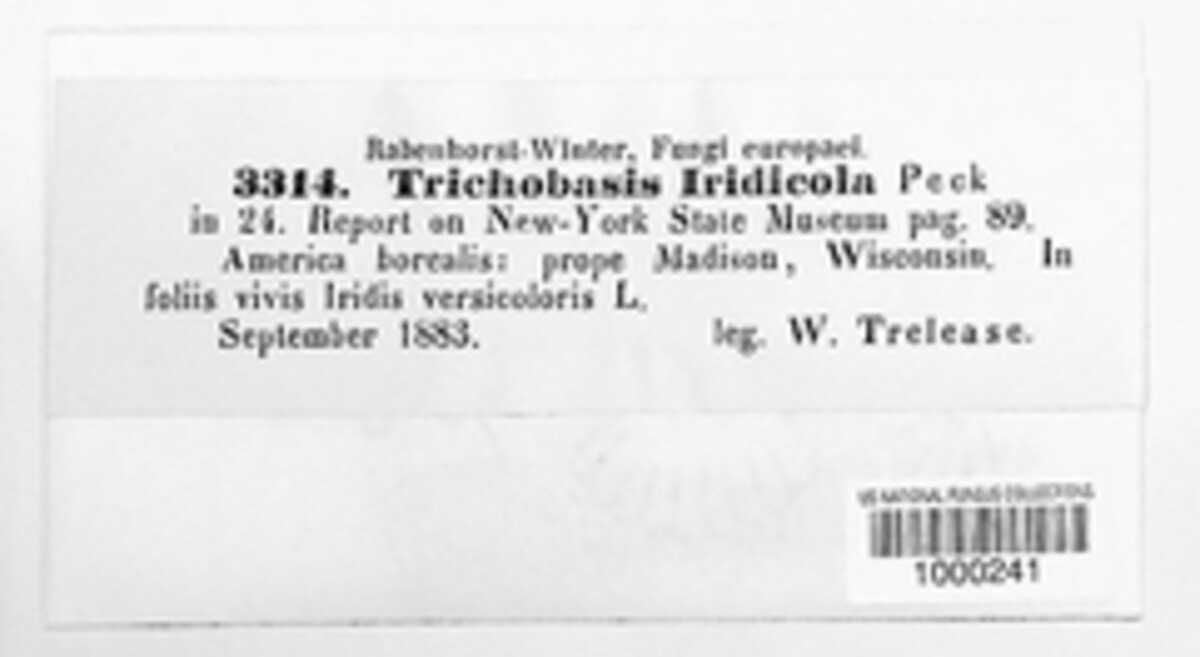 Rabenhorst-Winter, Fungi europaei.
3314. Trichobasis Iridicola Peck
in 24. Report on New-York State Museum pag. 89.
America borealis: prope Madison, Wisconsin. In
foliis vivis Iridis versicoloris L.
September 1883. leg. W. Trelease.
US NATIONAL FUNGUS COLLECTIONS
1000241